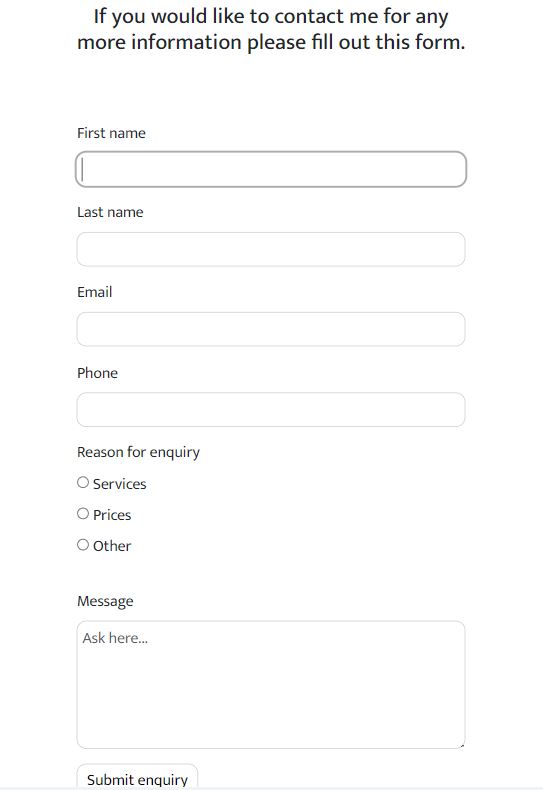 If you would like to contact me for any
more information please fill out this form.
First name
Last name
Email
Phone
Reason for enquiry
Services
Prices
Other
Message
Ask here...
Submit enquiry